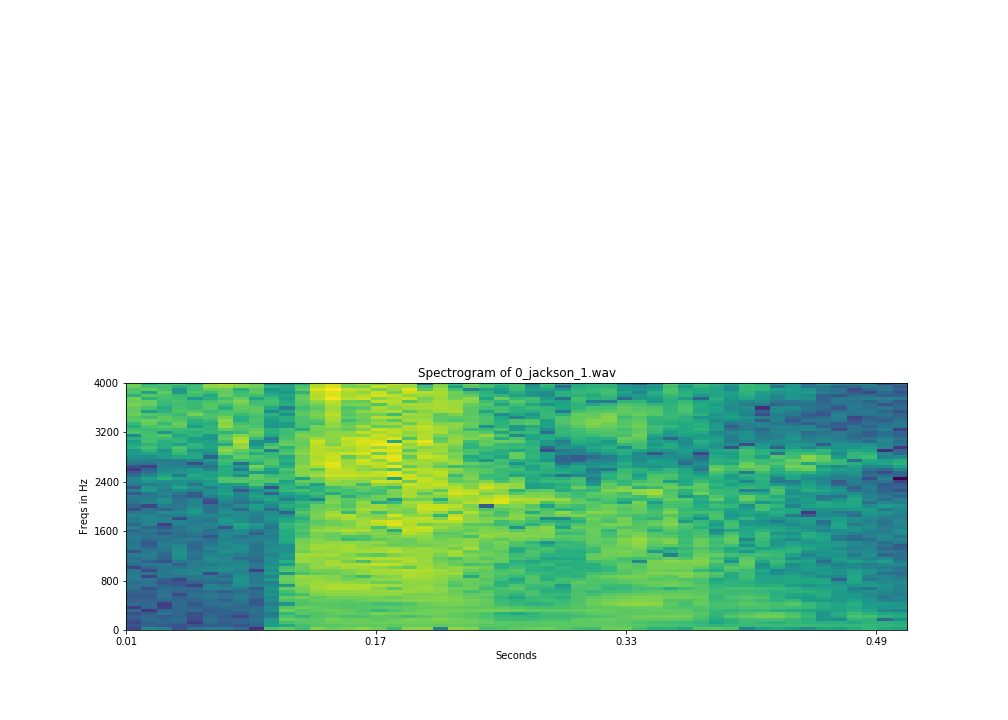 Spectrogram of 0_jackson_1.wav
4000
3200
2400
1600
800
0
Freqs in Hz
0.01 0.17 0.33 0.49
Seconds